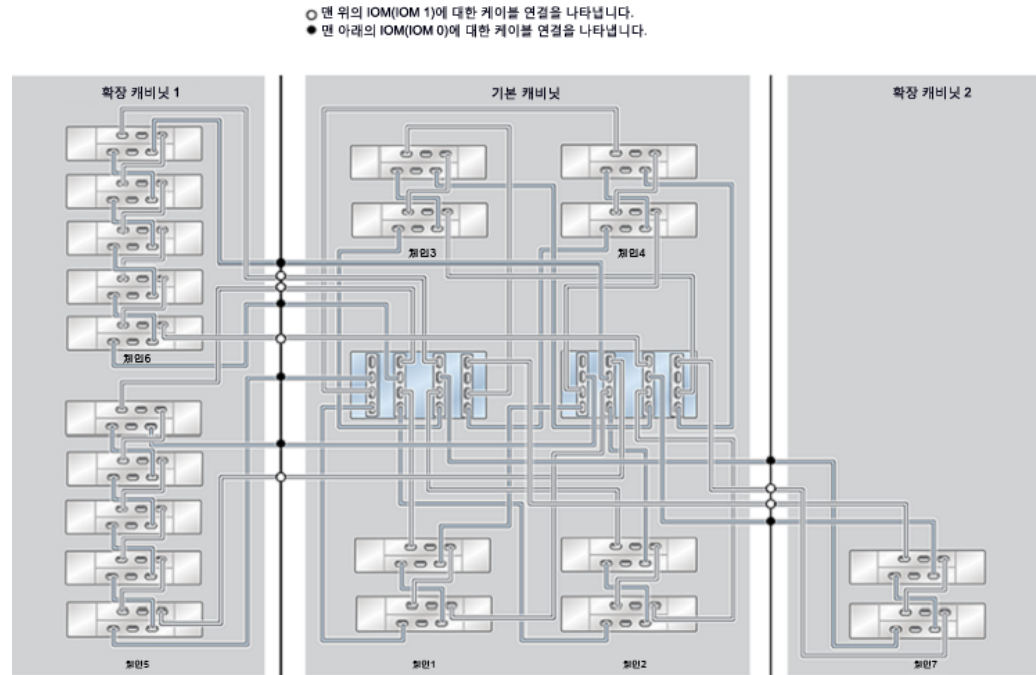 맨 위의 IOM(IOM 1)에 대한 케이블 연결을 나타냅니다.
맨 아래의 IOM(IOM 0)에 대한 케이블 연결을 나타냅니다.
확장 캐비닛 1
기본 캐비닛
확장 캐비닛 2
체인3
체인4
체인6
체인5
체인1
체인2
체인7